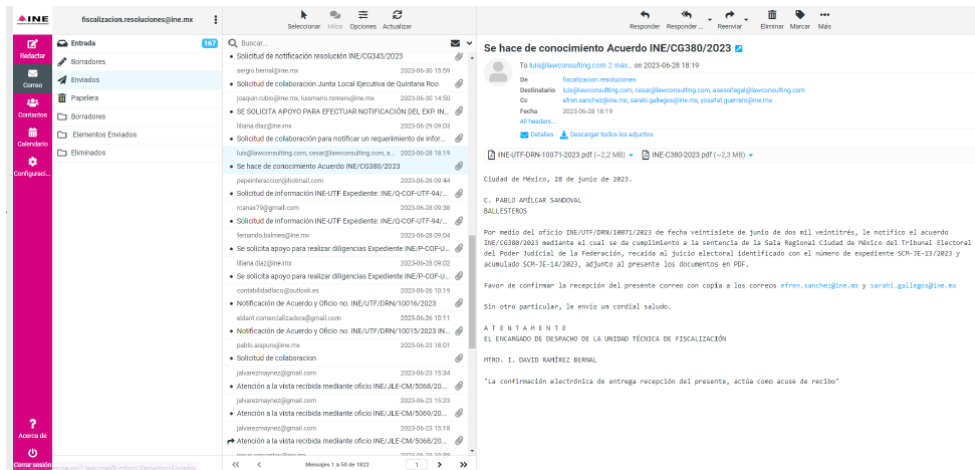 INE
fiscalizacion.resoluciones@ine.mx
Redactar
Correo
Contactos
Calendario
Configuraci...
Acerca de
Cerrar sesión
Entrada
167
Borradores
Enviados
Papelera
Borradores
.Elementos Enviados
Eliminados
Seleccionar
Hilos
Opciones
Actualizar
Buscar...
Solicitud de notificación resolución INE/CG343/2023
sergio.bernal@ine.mx 2023-06-30 15:59
Solicitud de colaboración Junta Local Ejecutiva de Quintana Roo
joaquin.rubio@ine.mx, luismario.romero@ine.mx 2023-06-30 14:50
SE SOLICITA APOYO PARA EFECTUAR NOTIFICACIÓN DEL EXP. IN...
liliana.diaz@ine.mx 2023-06-29 09:03
Solicitud de colaboración para notificar un requerimiento de infor...
luis@lawconsulting.com, cesar@lawconsulting.com, a... 2023-06-28 18:19
Se hace de conocimiento Acuerdo INE/CG380/2023
pepeinteraccion@hotmail.com 2023-06-28 09:44
Solicitud de información INE-UTF Expediente: INE/Q-COF-UTF-94/...
rcanas79@gmail.com 2023-06-28 09:38
Solicitud de información INE-UTF Expediente: INE/Q-COF-UTF-94/...
fernando.balmes@ine.mx 2023-06-28 09:04
Se solicita apoyo para realizar diligencias Expediente INE/P-COF-U...
liliana.diaz@ine.mx 2023-06-28 09:02
Se solicita apoyo para realizar diligencias Expediente INE/P-COF-U...
contabilidadlaco@outlook.es 2023-06-26 10:19
Notificación de Acuerdo y Oficio no. INE/UTF/DRN/10016/2023
eldant.comercializadora@gmail.com 2023-06-26 10:11
Notificación de Acuerdo y Oficio no. INE/UTF/DRN/10015/2023 IN...
pablo.aispuro@ine.mx 2023-06-23 18:01
Solicitud de colaboracion
jalvarezmaynez@gmail.com 2023-06-23 15:34
Atención a la vista recibida mediante oficio INE/JLE-CM/5068/20...
jalvarezmaynez@gmail.com 2023-06-23 15:23
Atención a la vista recibida mediante oficio INE/JLE-CM/5069/20...
jalvarezmaynez@gmail.com 2023-06-23 15:18
Atención a la vista recibida mediante oficio INE/JLE-CM/5068/20...
Mensajes 1 a 50 de 1822
1
Responder
Responder ...
Reenviar
Eliminar
Marcar
Más
Se hace de conocimiento Acuerdo INE/CG380/2023
To luis@lawconsulting.com 2 más... on 2023-06-28 18:19
De fiscalizacion.resoluciones
Destinatario luis@lawconsulting.com, cesar@lawconsulting.com, asesorlegal@lawconsulting.com
Cc efren.sanchez@ine.mx, sarahi.gallegos@ine.mx, yosafat.guerrero@ine.mx
Fecha 2023-06-28 18:19
All headers...
Detalles
Descargar todos los adjuntos
INE-UTF-DRN-10071-2023.pdf (~2,2 MB)
INE-C380-2023.pdf (~2,3 MB)
Ciudad de México, 28 de junio de 2023.
C. PABLO AMÍLCAR SANDOVAL
BALLESTEROS
Por medio del oficio INE/UTF/DRN/10071/2023 de fecha veintisiete de junio de dos mil veintitrés, le notifico el acuerdo
INE/CG380/2023 mediante el cual se da cumplimiento a la sentencia de la Sala Regional Ciudad de México del Tribunal Electoral
del Poder Judicial de la Federación, recaída al juicio electoral identificado con el número de expediente SCM-JE-13/2023 y
acumulado SCM-JE-14/2023, adjunto al presente los documentos en PDF.
Favor de confirmar la recepción del presente correo con copia a los correos efren.sanchez@ine.mx y sarahi.gallegos@ine.mx
Sin otro particular, le envío un cordial saludo.
A T E N T A M E N T E
EL ENCARGADO DE DESPACHO DE LA UNIDAD TÉCNICA DE FISCALIZACIÓN
MTRO. I. DAVID RAMÍREZ BERNAL
"La confirmación electrónica de entrega recepción del presente, actúa como acuse de recibo"